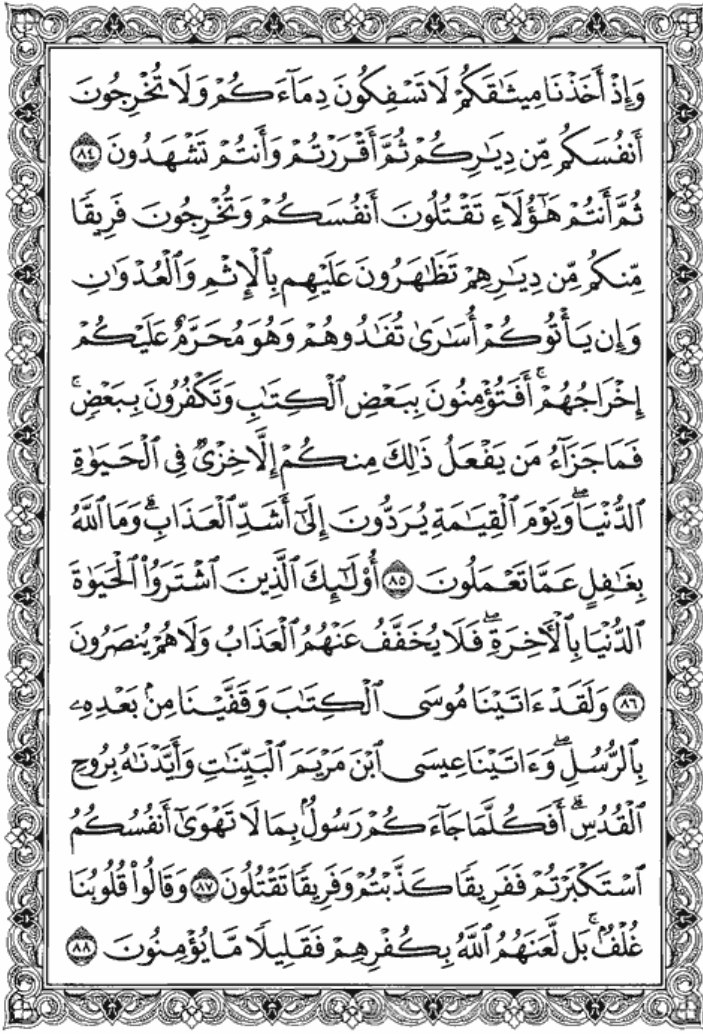 وَإِذْ أَخَذْنَا مِيثَٰقَكُمْ لَا تَسْفِكُونَ دِمَآءَكُمْ وَلَا تُخْرِجُونَ
أَنفُسَكُم مِّن دِيَٰرِكُمْ ثُمَّ أَقْرَرْتُمْ وَأَنتُمْ تَشْهَدُونَ ٨٤
ثُمَّ أَنتُمْ هَٰٓؤُلَآءِ تَقْتُلُونَ أَنفُسَكُمْ وَتُخْرِجُونَ فَرِيقًا
مِّنكُم مِّن دِيَٰرِهِمْ تَظَٰهَرُونَ عَلَيْهِم بِٱلْإِثْمِ وَٱلْعُدْوَٰنِ
وَإِن يَأْتُوكُمْ أُسَٰرَىٰ تُفَٰدُوهُمْ وَهُوَ مُحَرَّمٌ عَلَيْكُمْ
إِخْرَاجُهُمْ ۚ أَفَتُؤْمِنُونَ بِبَعْضِ ٱلْكِتَٰبِ وَتَكْفُرُونَ بِبَعْضٍ ۚ
فَمَا جَزَآءُ مَن يَفْعَلُ ذَٰلِكَ مِنكُمْ إِلَّا خِزْىٌ فِى ٱلْحَيَوٰةِ
ٱلدُّنْيَا ۖ وَيَوْمَ ٱلْقِيَٰمَةِ يُرَدُّونَ إِلَىٰٓ أَشَدِّ ٱلْعَذَابِ ۗ وَمَا ٱللَّهُ
بِغَٰفِلٍ عَمَّا تَعْمَلُونَ ٨٥ أُو۟لَٰٓئِكَ ٱلَّذِينَ ٱشْتَرَوُا۟ ٱلْحَيَوٰةَ
ٱلدُّنْيَا بِٱلْءَاخِرَةِ ۖ فَلَا يُخَفَّفُ عَنْهُمُ ٱلْعَذَابُ وَلَا هُمْ يُنصَرُونَ
٨٦ وَلَقَدْ ءَاتَيْنَا مُوسَى ٱلْكِتَٰبَ وَقَفَّيْنَا مِنۢ بَعْدِهِۦ
بِٱلرُّسُلِ ۖ وَءَاتَيْنَا عِيسَى ٱبْنَ مَرْيَمَ ٱلْبَيِّنَٰتِ وَأَيَّدْنَٰهُ بِرُوحِ
ٱلْقُدُسِ ۗ أَفَكُلَّمَا جَآءَكُمْ رَسُولٌۢ بِمَا لَا تَهْوَىٰٓ أَنفُسُكُمُ
ٱسْتَكْبَرْتُمْ فَفَرِيقًا كَذَّبْتُمْ وَفَرِيقًا تَقْتُلُونَ ٨٧ وَقَالُوا۟ قُلُوبُنَا
غُلْفٌۢ ۚ بَل لَّعَنَهُمُ ٱللَّهُ بِكُفْرِهِمْ فَقَلِيلًا مَّا يُؤْمِنُونَ ٨٨